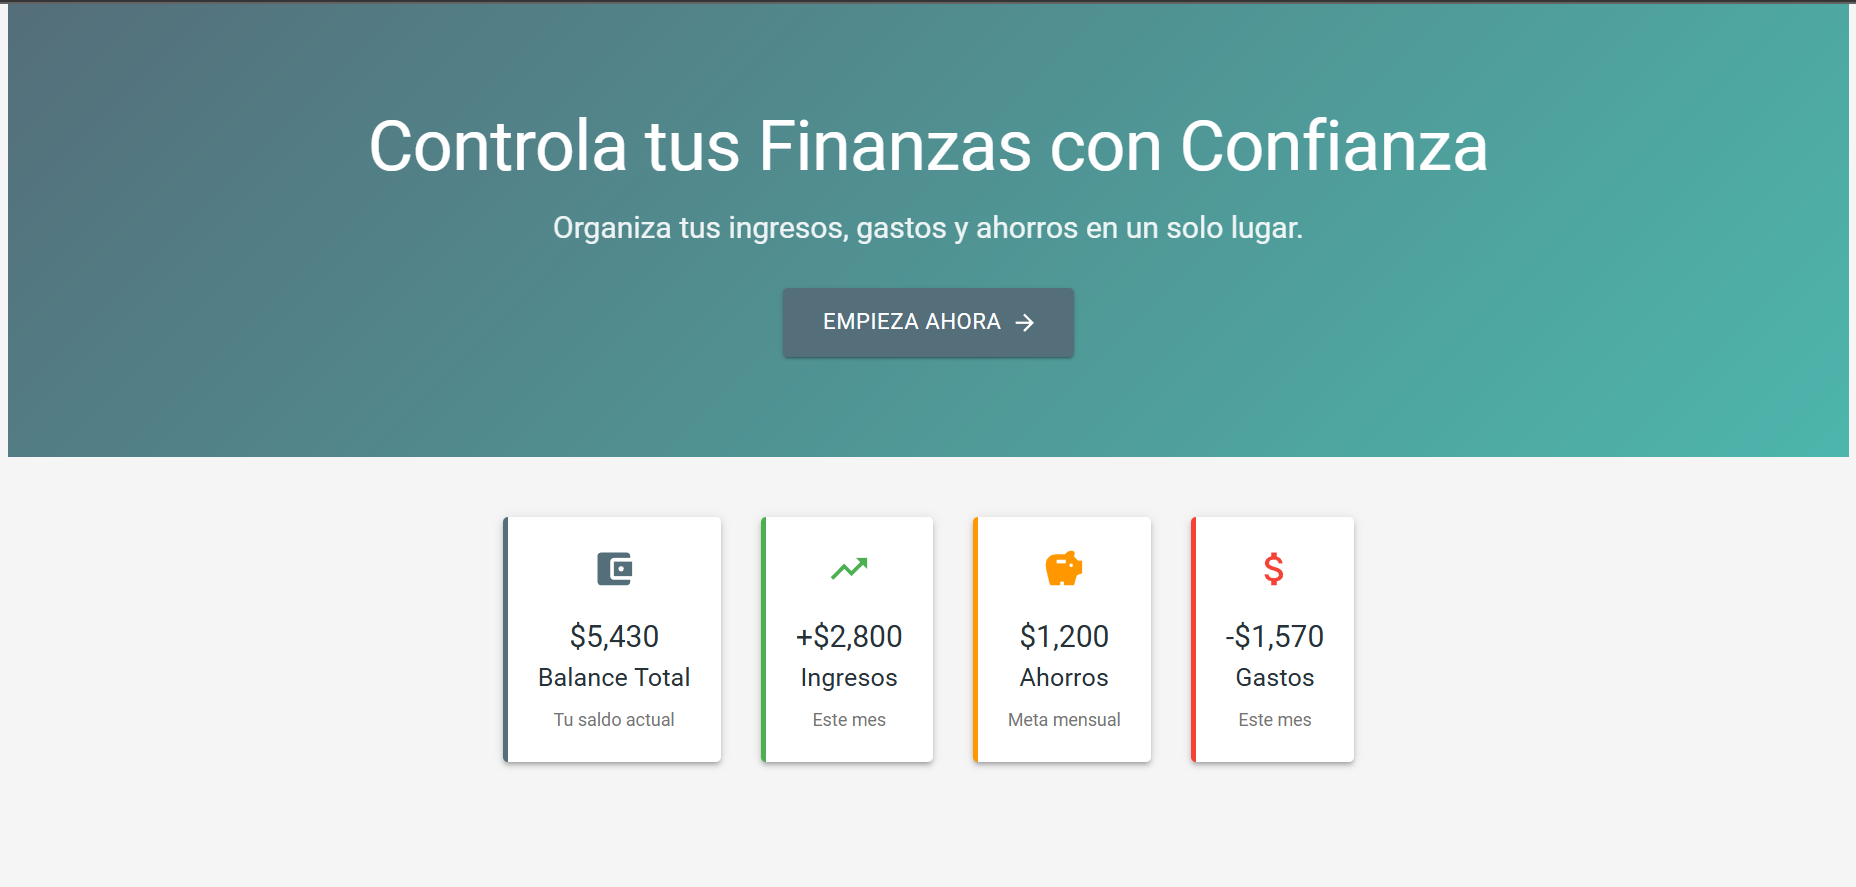 Controla tus Finanzas con Confianza
Organiza tus ingresos, gastos y ahorros en un solo lugar.
EMPIEZA AHORA
$5,430
Balance Total
Tu saldo actual
+$2,800
Ingresos
Este mes
$1,200
Ahorros
Meta mensual
-$1,570
Gastos
Este mes